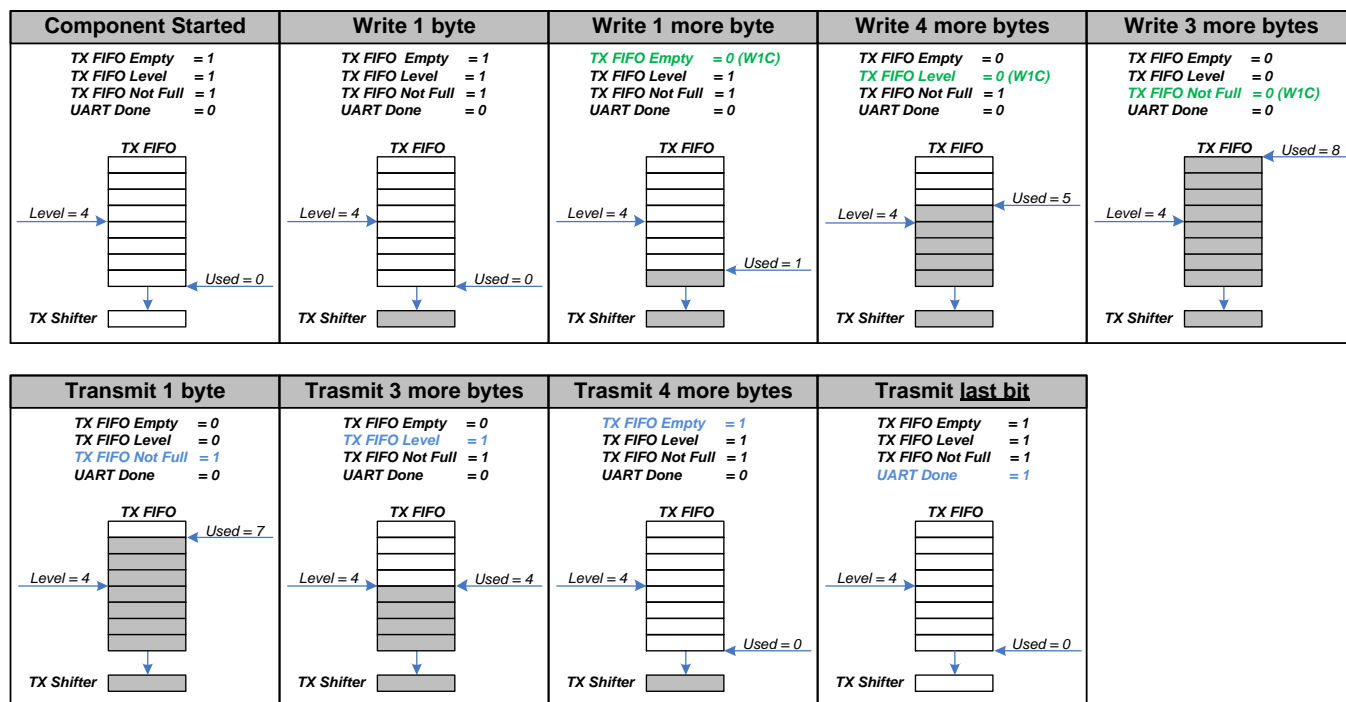 Component Started
TX FIFO Empty = 1
TX FIFO Level = 1
TX FIFO Not Full = 1
UART Done = 0
TX FIFO
Level = 4
Used = 0
TX Shifter
Write 1 byte
TX FIFO Empty = 1
TX FIFO Level = 1
TX FIFO Not Full = 1
UART Done = 0
TX FIFO
Level = 4
Used = 0
TX Shifter
Write 1 more byte
TX FIFO Empty = 0 (W1C)
TX FIFO Level = 1
TX FIFO Not Full = 1
UART Done = 0
TX FIFO
Level = 4
Used = 1
TX Shifter
Write 4 more bytes
TX FIFO Empty = 0
TX FIFO Level = 0 (W1C)
TX FIFO Not Full = 1
UART Done = 0
TX FIFO
Used = 5
Level = 4
TX Shifter
Write 3 more bytes
TX FIFO Empty = 0
TX FIFO Level = 0
TX FIFO Not Full = 0 (W1C)
UART Done = 0
TX FIFO
Used = 8
Level = 4
TX Shifter
Transmit 1 byte
TX FIFO Empty = 0
TX FIFO Level = 0
TX FIFO Not Full = 1
UART Done = 0
TX FIFO
Used = 7
Level = 4
TX Shifter
Trasmit 3 more bytes
TX FIFO Empty = 0
TX FIFO Level = 1
TX FIFO Not Full = 1
UART Done = 0
TX FIFO
Level = 4
Used = 4
TX Shifter
Trasmit 4 more bytes
TX FIFO Empty = 1
TX FIFO Level = 1
TX FIFO Not Full = 1
UART Done = 0
TX FIFO
Level = 4
Used = 0
TX Shifter
Trasmit last bit
TX FIFO Empty = 1
TX FIFO Level = 1
TX FIFO Not Full = 1
UART Done = 1
TX FIFO
Level = 4
Used = 0
TX Shifter